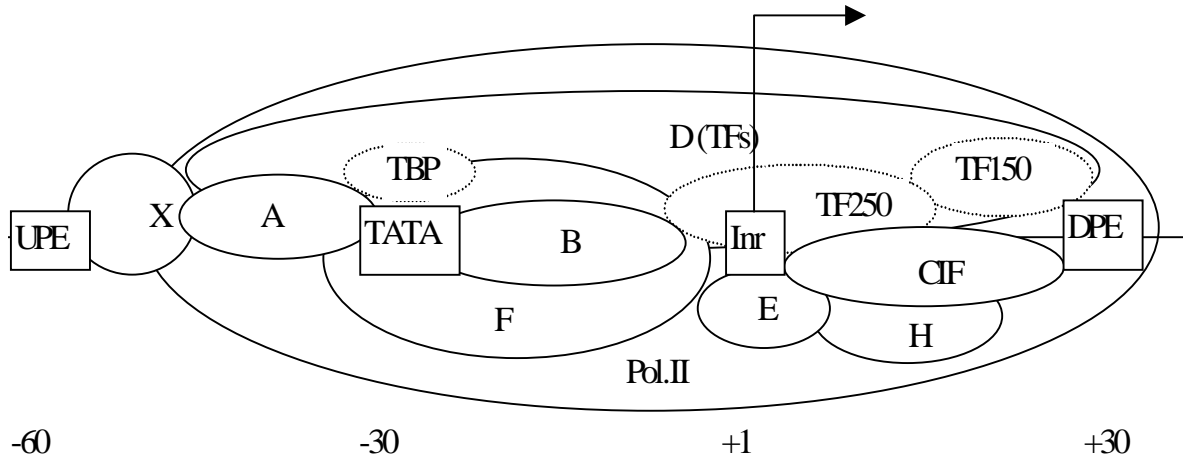 D (TFs)
TBP
TF150
X
A
TF250
UPE
TATA
B
Inr
DPE
CIF
E
F
H
Pol.II
-60
-30
+1
+30